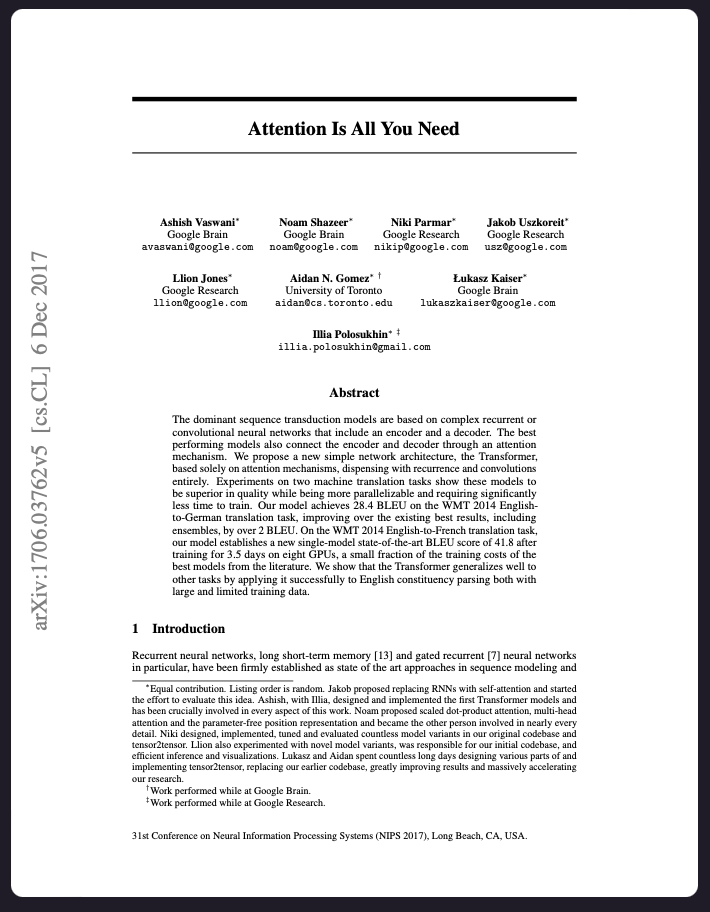 arXiv:1706.03762v5 [cs.CL] 6 Dec 2017
Attention Is All You Need
Ashish Vaswani* Noam Shazeer* Niki Parmar* Jakob Uszkoreit*
Google Brain Google Brain Google Research Google Research
avaswani@google.com noam@google.com nikip@google.com usz@google.com
Llion Jones* Aidan N. Gomez* † Łukasz Kaiser*
Google Research University of Toronto Google Brain
llion@google.com aidan@cs.toronto.edu lukaszkaiser@google.com
Illia Polosukhin* ‡
illia.polosukhin@gmail.com
Abstract
The dominant sequence transduction models are based on complex recurrent or
convolutional neural networks that include an encoder and a decoder. The best
performing models also connect the encoder and decoder through an attention
mechanism. We propose a new simple network architecture, the Transformer,
based solely on attention mechanisms, dispensing with recurrence and convolutions
entirely. Experiments on two machine translation tasks show these models to
be superior in quality while being more parallelizable and requiring significantly
less time to train. Our model achieves 28.4 BLEU on the WMT 2014 English-
to-German translation task, improving over the existing best results, including
ensembles, by over 2 BLEU. On the WMT 2014 English-to-French translation task,
our model establishes a new single-model state-of-the-art BLEU score of 41.8 after
training for 3.5 days on eight GPUs, a small fraction of the training costs of the
best models from the literature. We show that the Transformer generalizes well to
other tasks by applying it successfully to English constituency parsing both with
large and limited training data.
1 Introduction
Recurrent neural networks, long short-term memory [13] and gated recurrent [7] neural networks
in particular, have been firmly established as state of the art approaches in sequence modeling and
*Equal contribution. Listing order is random. Jakob proposed replacing RNNs with self-attention and started
the effort to evaluate this idea. Ashish, with Illia, designed and implemented the first Transformer models and
has been crucially involved in every aspect of this work. Noam proposed scaled dot-product attention, multi-head
attention and the parameter-free position representation and became the other person involved in nearly every
detail. Niki designed, implemented, tuned and evaluated countless model variants in our original codebase and
tensor2tensor. Llion also experimented with novel model variants, was responsible for our initial codebase, and
efficient inference and visualizations. Lukasz and Aidan spent countless long days designing various parts of and
implementing tensor2tensor, replacing our earlier codebase, greatly improving results and massively accelerating
our research.
†Work performed while at Google Brain.
‡Work performed while at Google Research.
31st Conference on Neural Information Processing Systems (NIPS 2017), Long Beach, CA, USA.